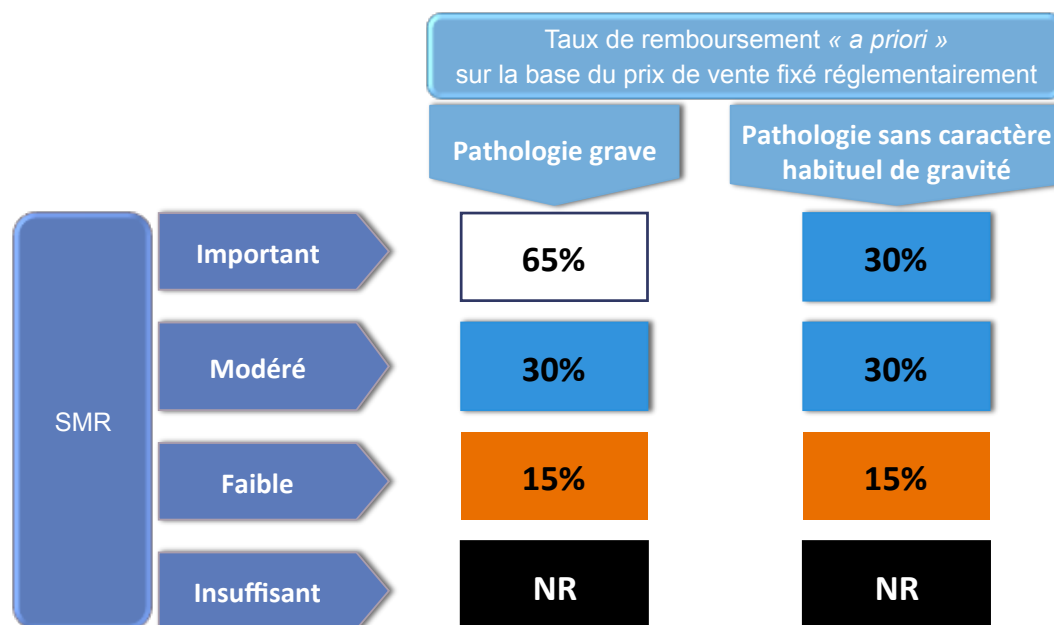 Taux de remboursement « a priori »
sur la base du prix de vente fixé réglementairement
Pathologie grave
Pathologie sans caractère
habituel de gravité
SMR
Important
65%
30%
Modéré
30%
30%
Faible
15%
15%
Insuffisant
NR
NR